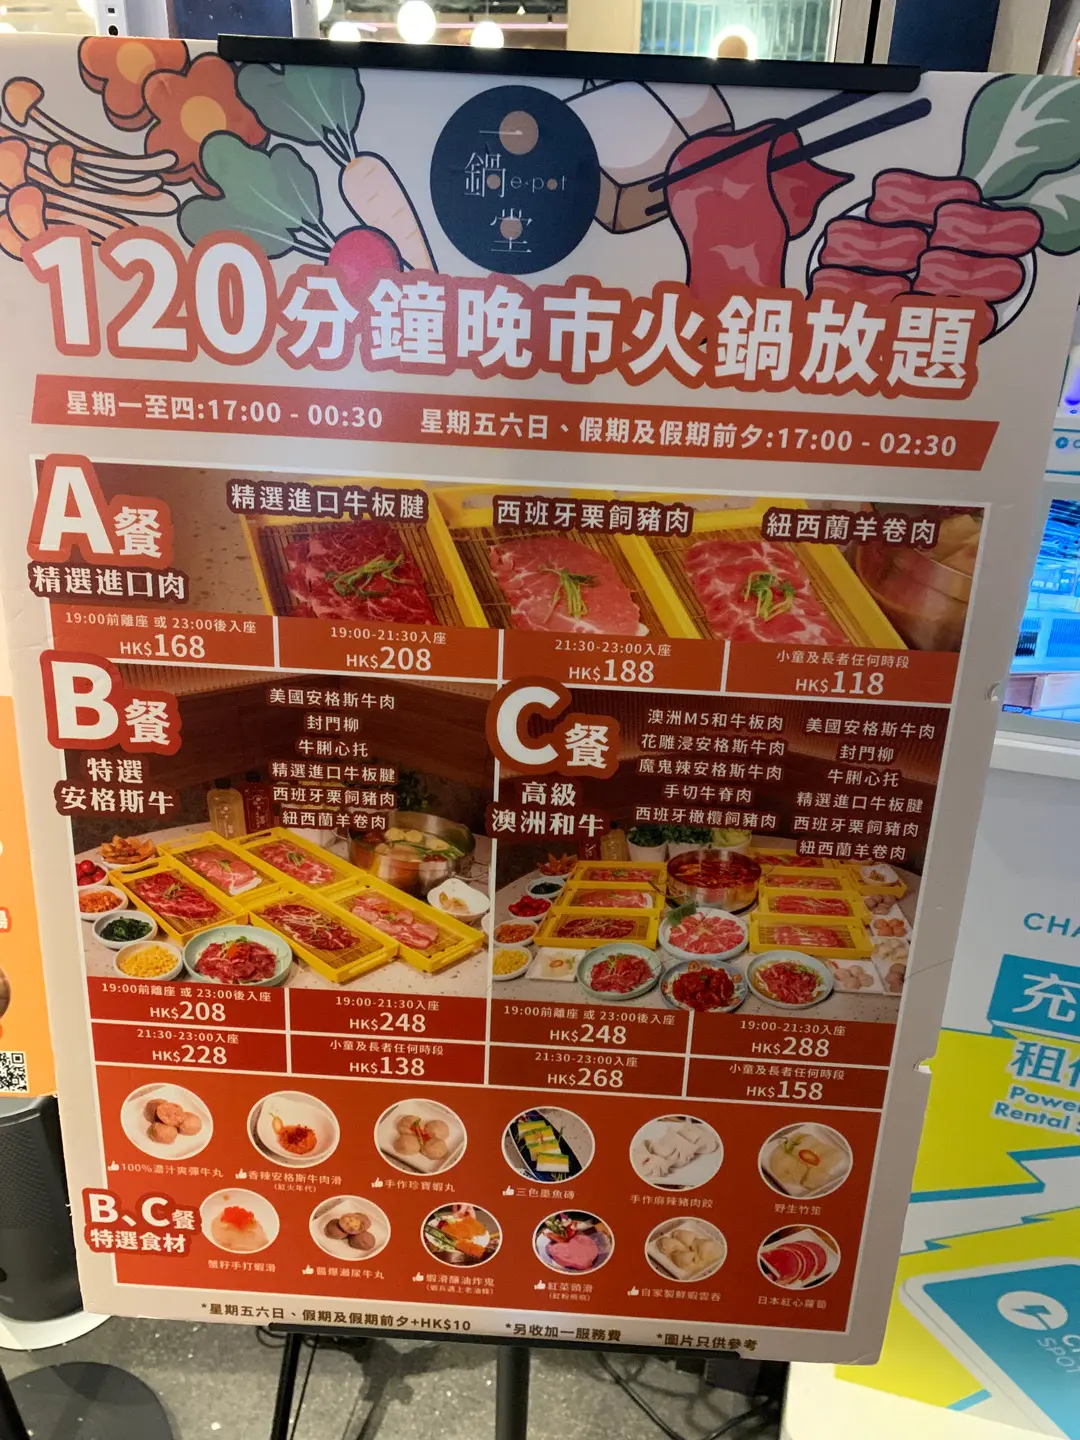 一
鍋 e·pot
堂
120分鐘晚市火鍋放題
星期一至四:17:00 - 00:30 星期五六日、假期及假期前夕:17:00 - 02:30
A餐
精選進口肉
精選進口牛板腱
西班牙栗飼豬肉
紐西蘭羊卷肉
19:00前離座 或 23:00後入座
HK$168
19:00-21:30入座
HK$208
21:30-23:00入座
HK$188
小童及長者任何時段
HK$118
B餐
特選
安格斯牛
美國安格斯牛肉
封門柳
牛脷心托
精選進口牛板腱
西班牙栗飼豬肉
紐西蘭羊卷肉
19:00前離座 或 23:00後入座
HK$208
19:00-21:30入座
HK$248
21:30-23:00入座
HK$228
小童及長者任何時段
HK$138
C餐
高級
澳洲和牛
澳洲M5和牛板肉
花雕浸安格斯牛肉
魔鬼辣安格斯牛肉
手切牛脊肉
西班牙橄欖飼豬肉
美國安格斯牛肉
封門柳
牛脷心托
精選進口牛板腱
西班牙栗飼豬肉
紐西蘭羊卷肉
19:00前離座 或 23:00後入座
HK$248
19:00-21:30入座
HK$288
21:30-23:00入座
HK$268
小童及長者任何時段
HK$158
100%濃汁爽彈牛丸
香辣安格斯牛肉滑
(紅火年代)
手作珍寶蝦丸
三色墨魚磚
手作麻辣豬肉餃
野生竹笙
B、C餐
特選食材
蟹籽手打蝦滑
醬爆瀨尿牛丸
蝦滑釀油炸鬼
(蝦兵遇上老油條)
紅菜頭滑
自家製鮮蝦雲吞
日本紅心蘿蔔
*星期五六日、假期及假期前夕+HK$10
*另收加一服務費
*圖片只供參考
CHA
充
租
Power
Rental
SPOT